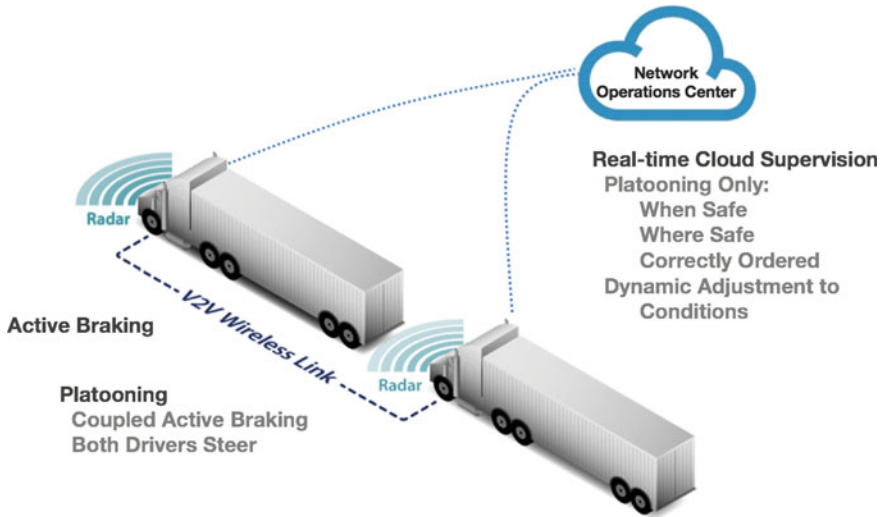 Network
Operations Center
Real-time Cloud Supervision
Platooning Only:
When Safe
Where Safe
Correctly Ordered
Dynamic Adjustment to
Conditions
Radar
V2V Wireless Link
Active Braking
Radar
Platooning
Coupled Active Braking
Both Drivers Steer